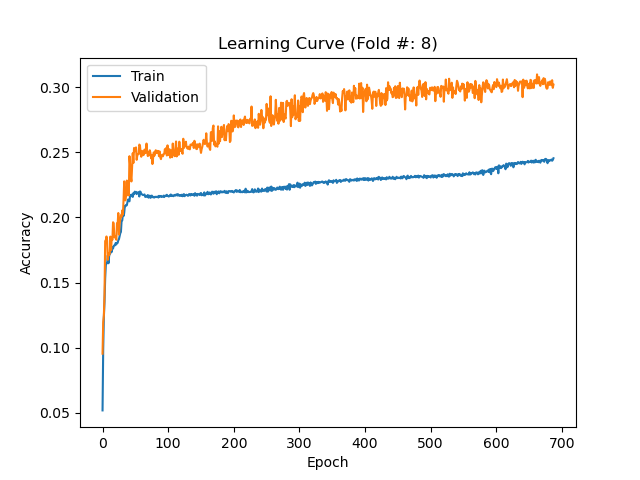 Learning Curve (Fold #: 8)
Train
Validation
0.30
0.25
0.20
0.15
0.10
0.05
Accuracy
0 100 200 300 400 500 600 700
Epoch